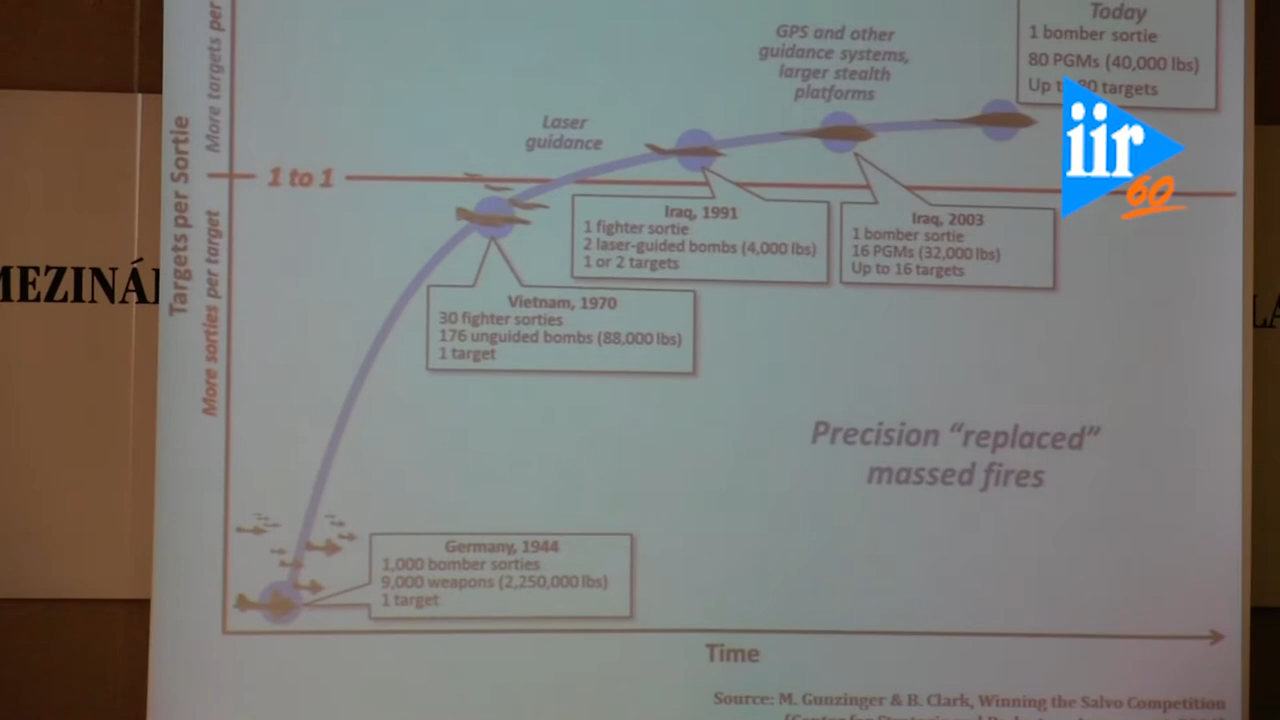 Today
1 bomber sortie
80 PGMs (40,000 lbs)
Up 80 targets
GPS and other
guidance systems,
larger stealth
platforms
iir
60
More targets per
Laser
guidance
Targets per Sortie
1 to 1
Iraq, 1991
1 fighter sortie
2 laser-guided bombs (4,000 lbs)
1 or 2 targets
Iraq, 2003
1 bomber sortie
16 PGMs (32,000 lbs)
Up to 16 targets
More sorties per target
Vietnam, 1970
30 fighter sorties
176 unguided bombs (88,000 lbs)
1 target
Precision “replaced”
massed fires
Germany, 1944
1,000 bomber sorties
9,000 weapons (2,250,000 lbs)
1 target
Time
Source: M. Gunzinger & B. Clark, Winning the Salvo Competition